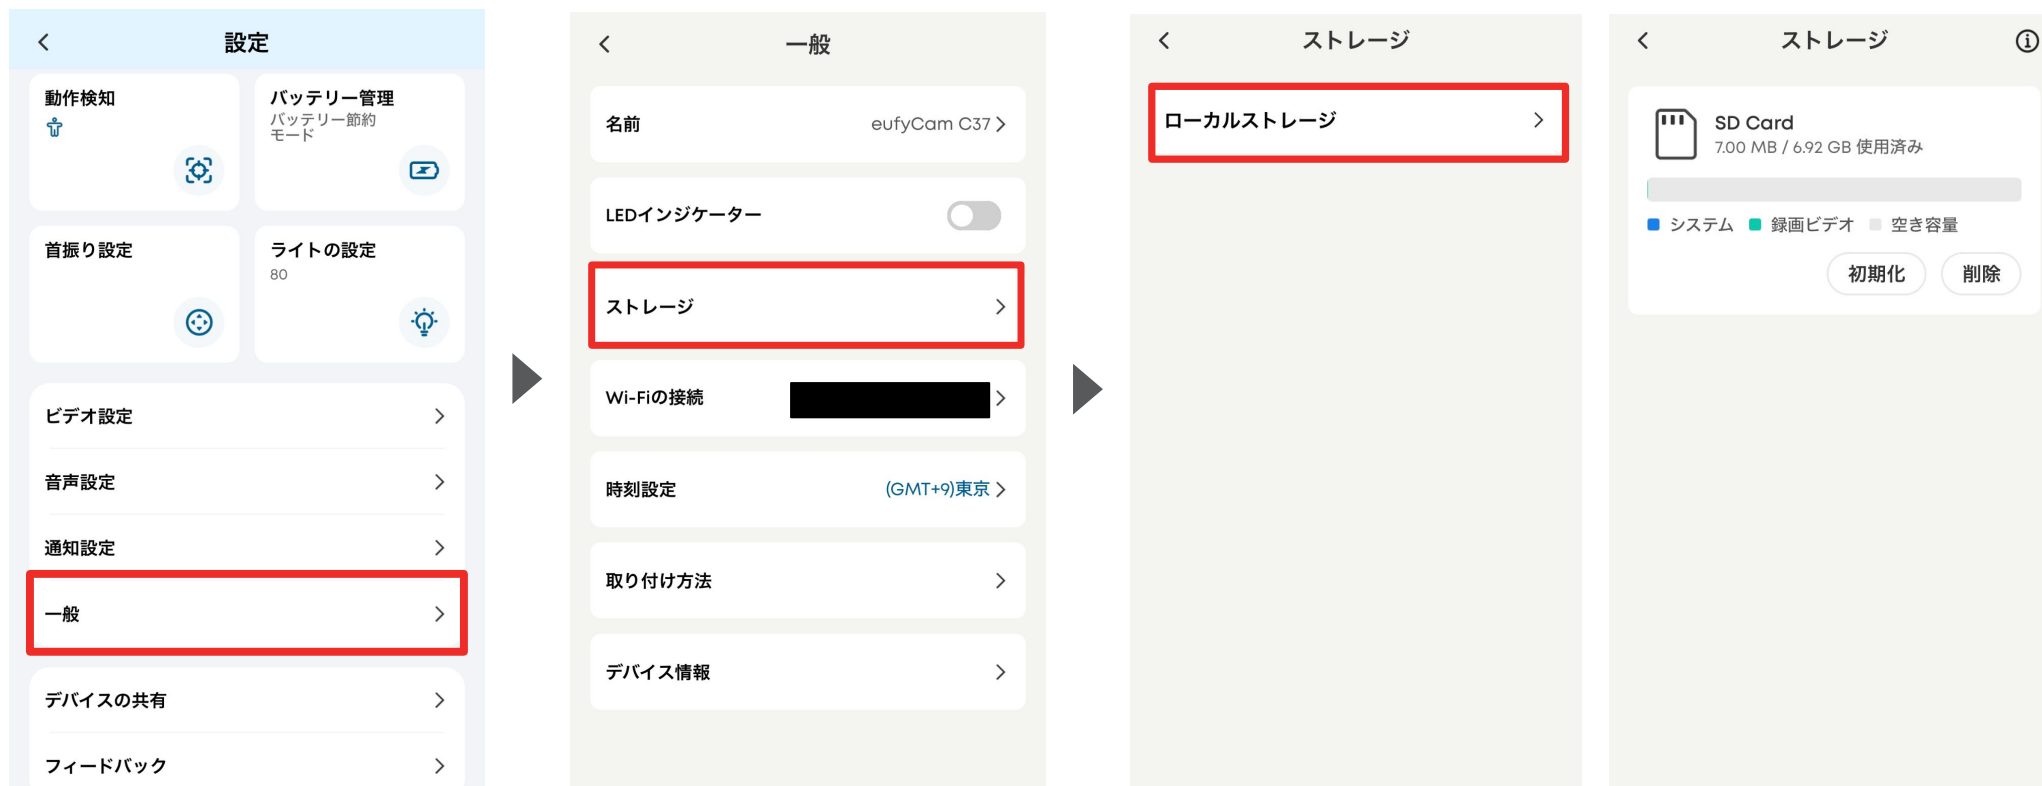 設定
動作検知
バッテリー管理
バッテリー節約
モード
首振り設定
ライトの設定
80
ビデオ設定
音声設定
通知設定
一般
デバイスの共有
フィードバック
一般
名前 eufyCam C37
LEDインジケーター
ストレージ
Wi-Fiの接続
時刻設定 (GMT+9)東京
取り付け方法
デバイス情報
ストレージ
ローカルストレージ
ストレージ
SD Card
7.00 MB / 6.92 GB 使用済み
システム 録画ビデオ 空き容量
初期化 削除